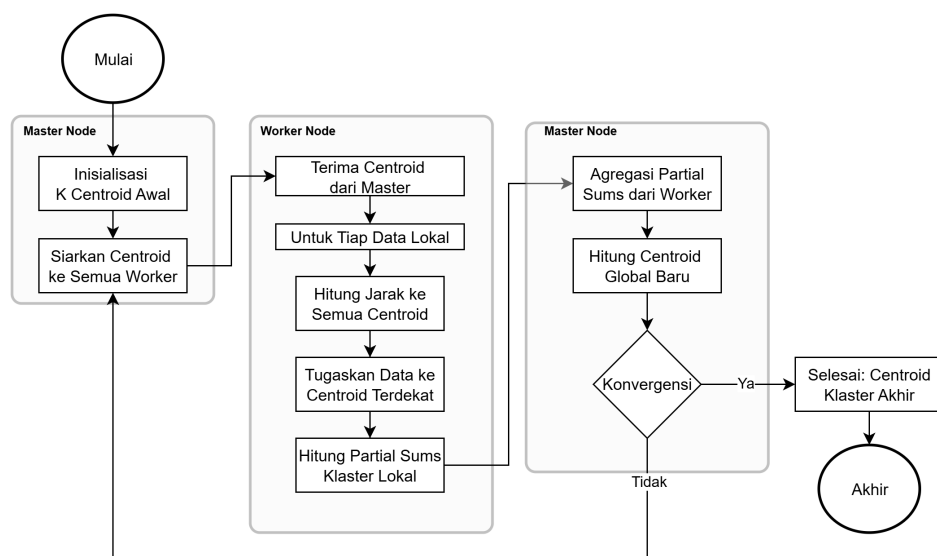 Mulai
Master Node
Inisialisasi
K Centroid Awal
Siarkan Centroid
ke Semua Worker
Worker Node
Terima Centroid
dari Master
Untuk Tiap Data Lokal
Hitung Jarak ke
Semua Centroid
Tugaskan Data ke
Centroid Terdekat
Hitung Partial Sums
Klaster Lokal
Master Node
Agregasi Partial
Sums dari Worker
Hitung Centroid
Global Baru
Konvergensi
Ya
Tidak
Selesai: Centroid
Klaster Akhir
Akhir